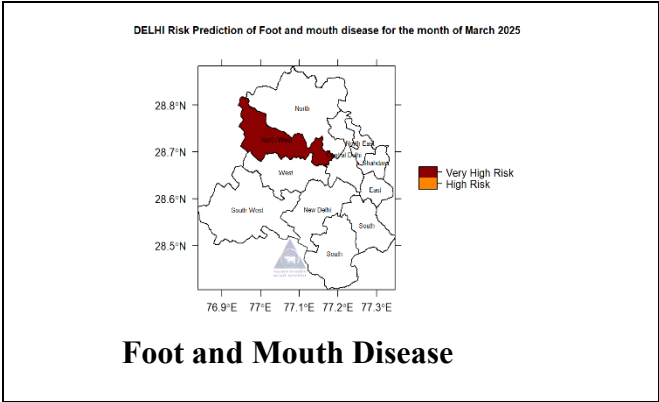 DELHI Risk Prediction of Foot and mouth disease for the month of March 2025
28.8°N
28.7°N
28.6°N
28.5°N
North
North West
North East
Central Delhi
Shahdara
West
East
South West
New Delhi
South
South
Very High Risk
High Risk
76.9°E 77°E 77.1°E 77.2°E 77.3°E
Foot and Mouth Disease